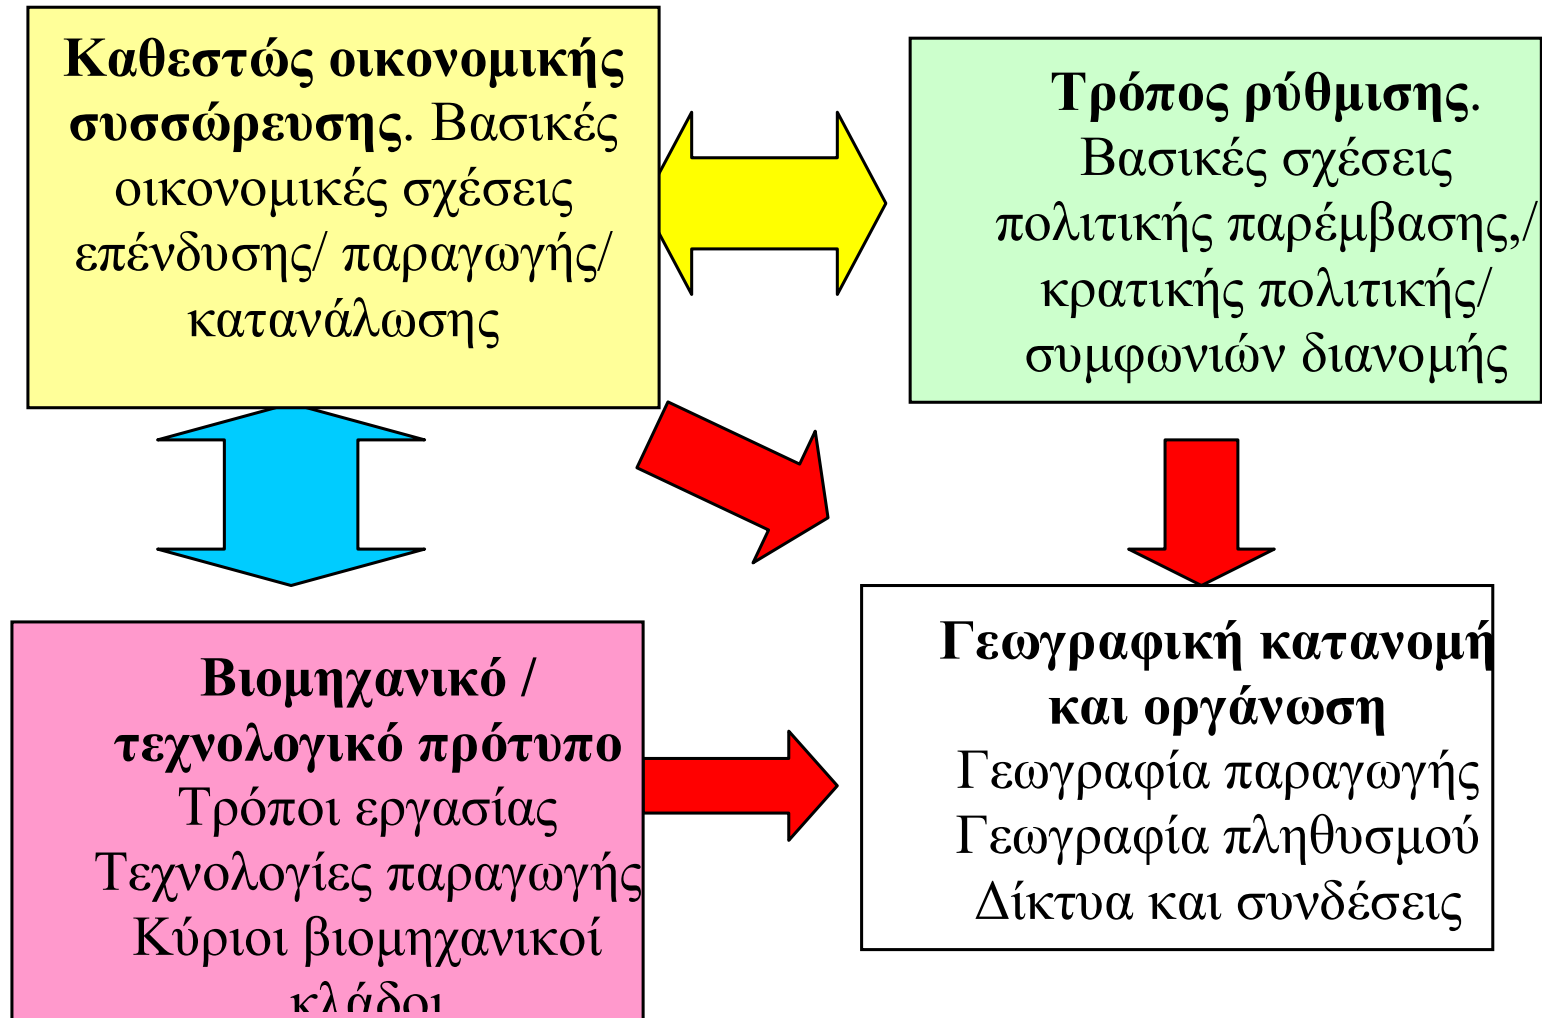 Καθεστώς οικονομικής
συσσώρευσης. Βασικές
οικονομικές σχέσεις
επένδυσης/ παραγωγής/
κατανάλωσης
Τρόπος ρύθμισης.
Βασικές σχέσεις
πολιτικής παρέμβασης,/
κρατικής πολιτικής/
συμφωνιών διανομής
Βιομηχανικό /
τεχνολογικό πρότυπο
Τρόποι εργασίας
Τεχνολογίες παραγωγής
Κύριοι βιομηχανικοί
κλάδοι
Γεωγραφική κατανομή
και οργάνωση
Γεωγραφία παραγωγής
Γεωγραφία πληθυσμού
Δίκτυα και συνδέσεις